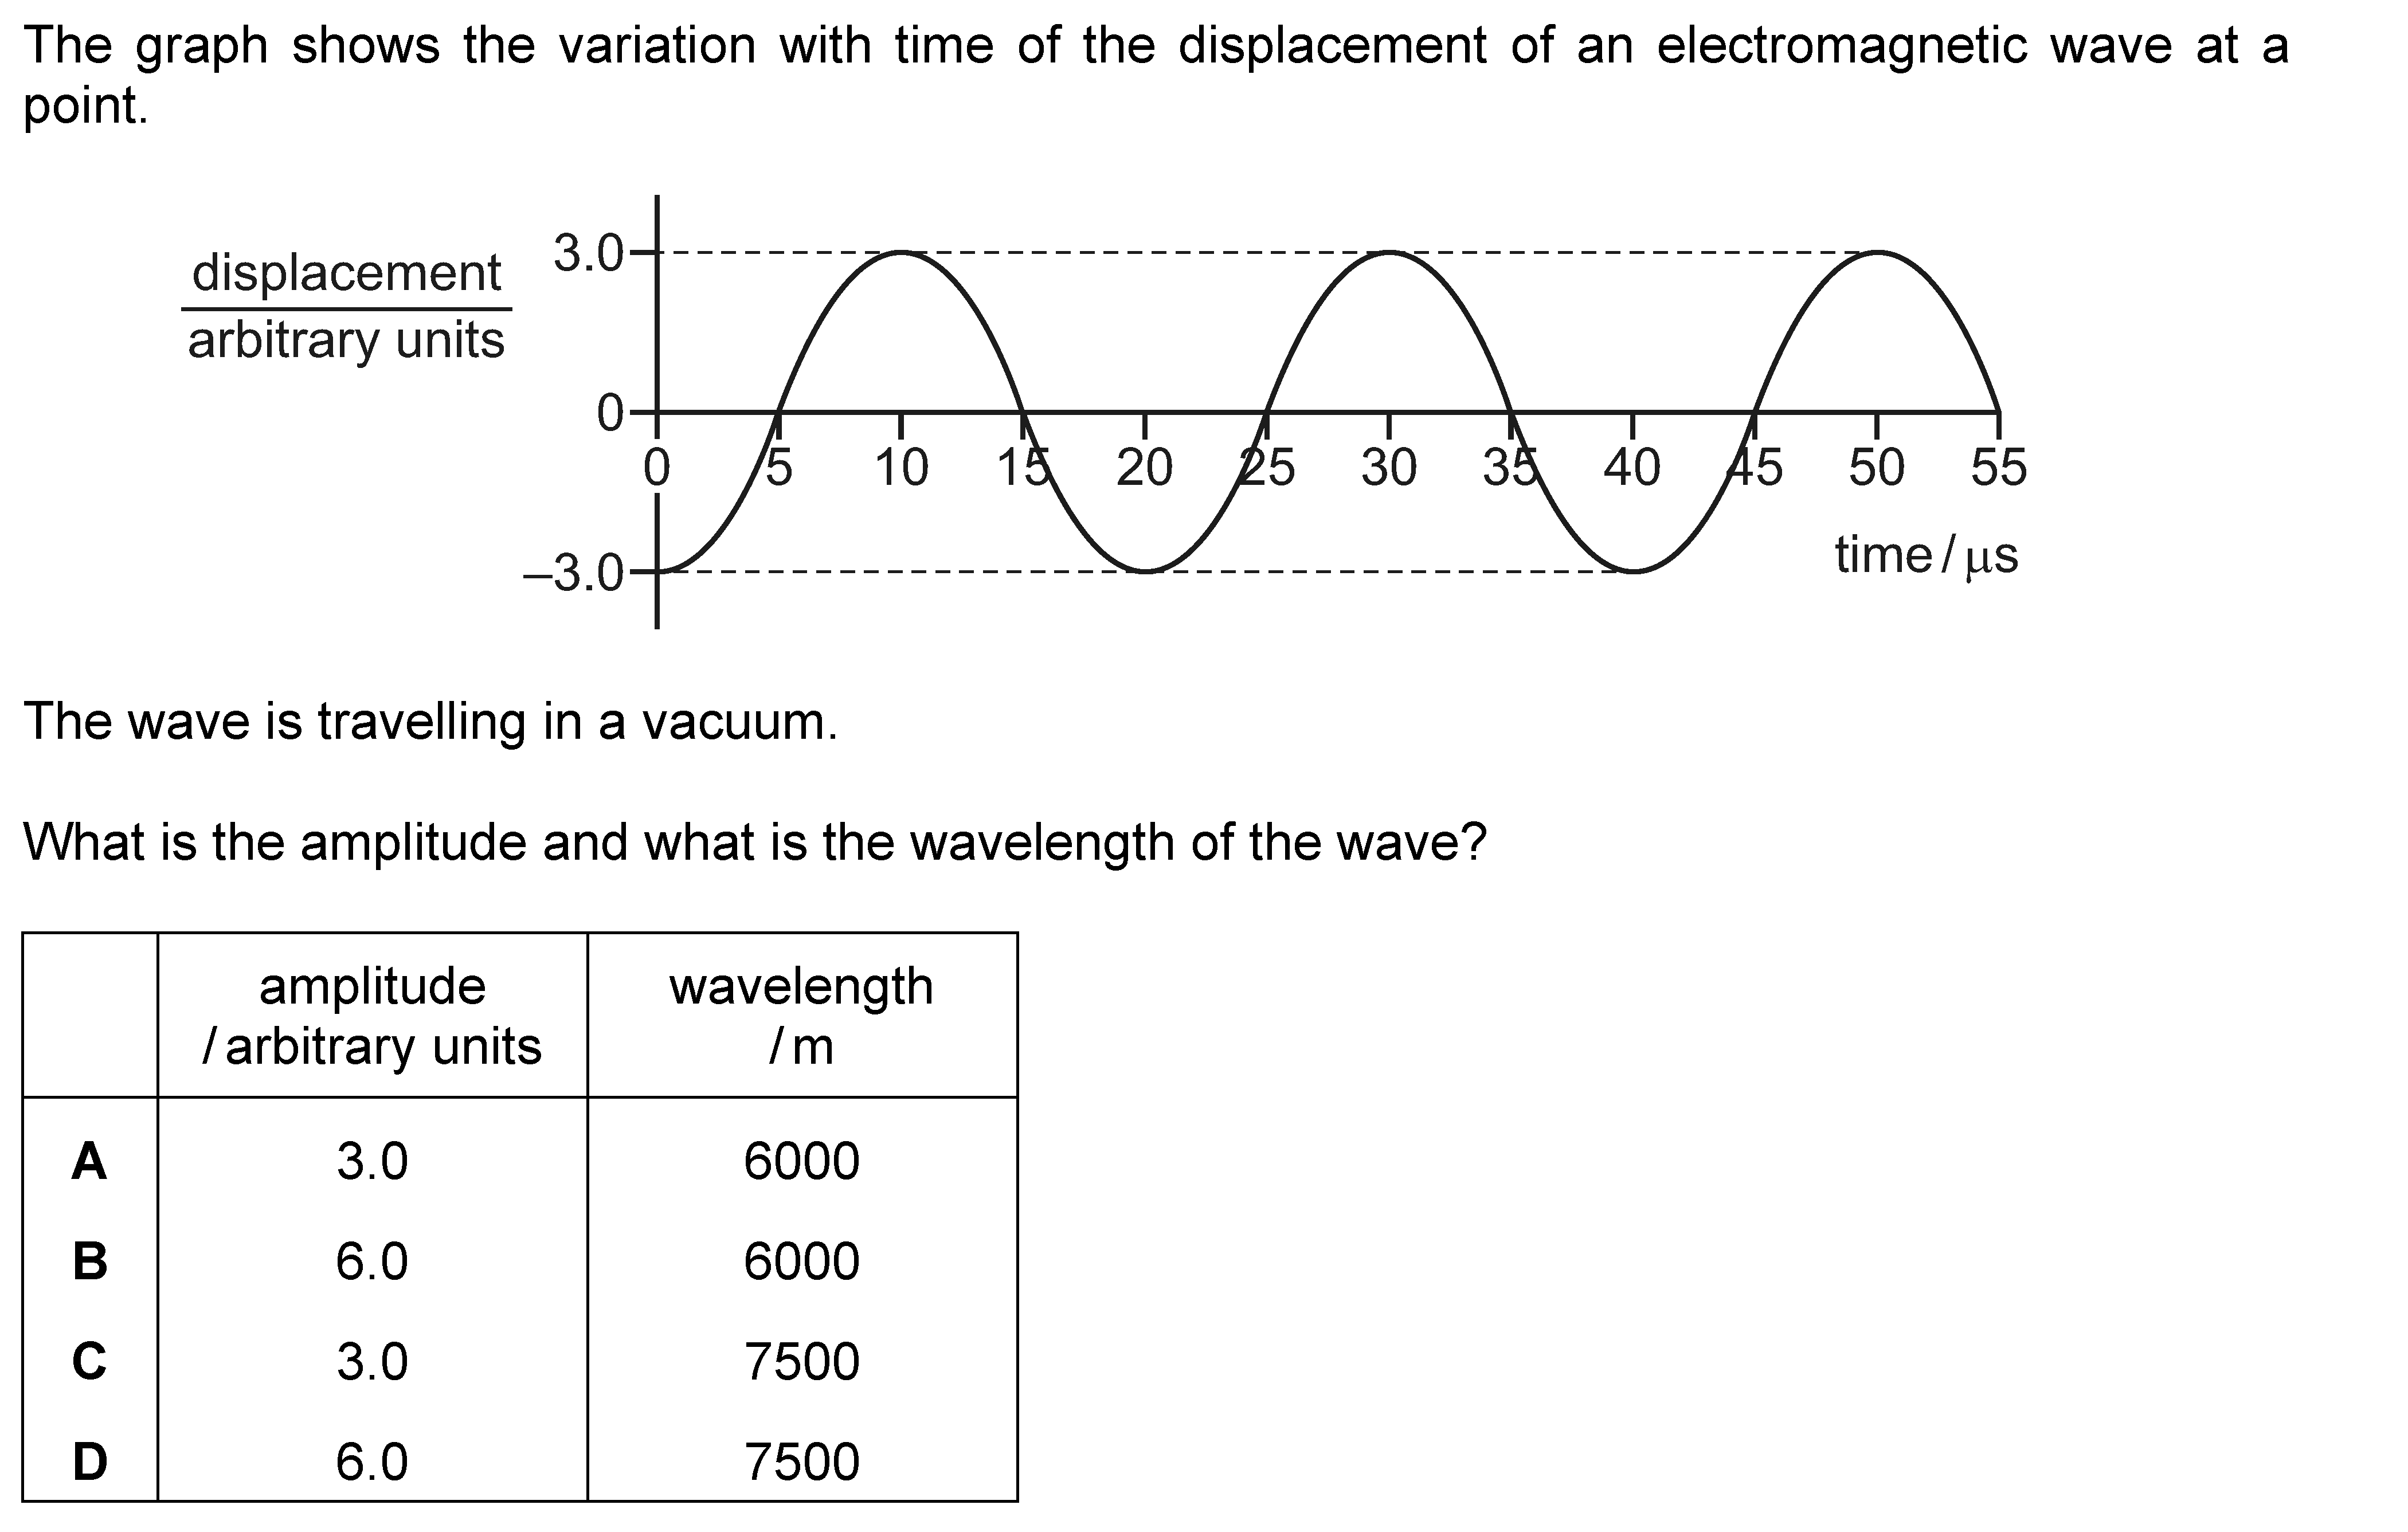 The graph shows the variation with time of the displacement of an electromagnetic wave at a
point.
displacement
arbitrary units
3.0
0
0 5 10 15 20 25 30 35 40 45 50 55
time / μs
–3.0
The wave is travelling in a vacuum.
What is the amplitude and what is the wavelength of the wave?
amplitude
/ arbitrary units
wavelength
/ m
A 3.0 6000
B 6.0 6000
C 3.0 7500
D 6.0 7500